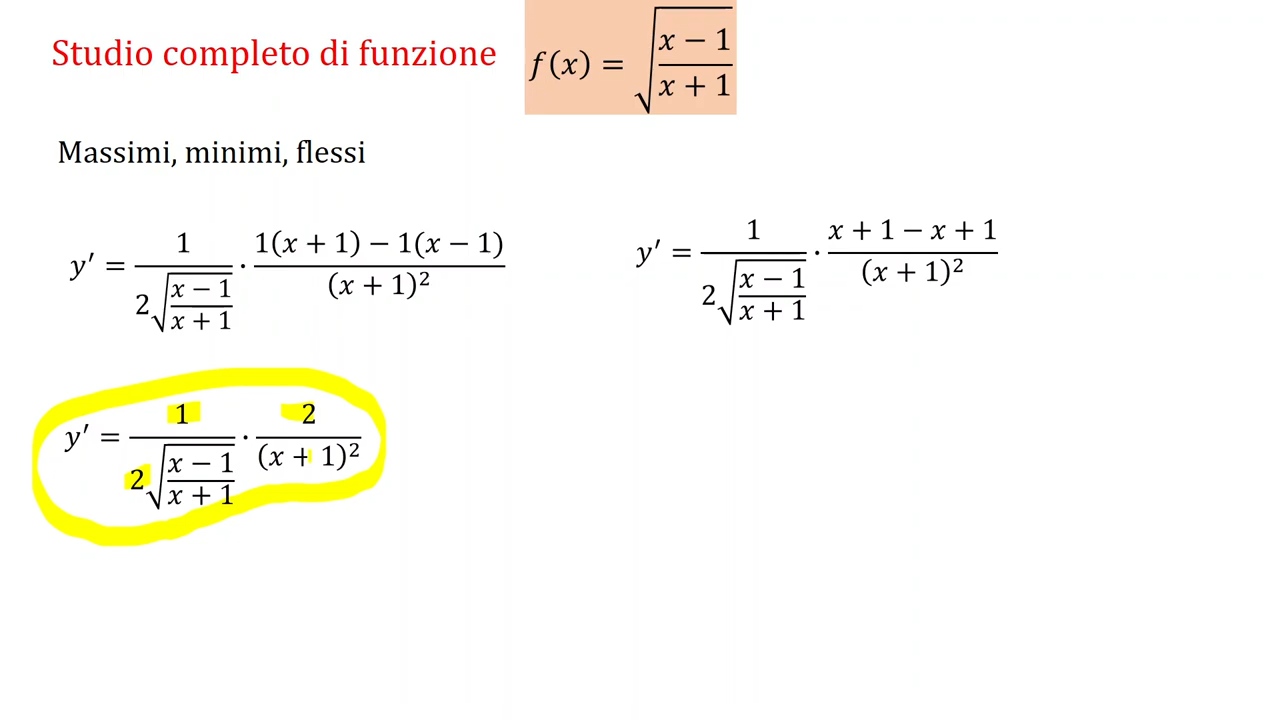 Studio completo di funzione f(x) = √((x − 1)/(x + 1))
Massimi, minimi, flessi
y′ = 1/(2√((x − 1)/(x + 1))) · (1(x + 1) − 1(x − 1))/(x + 1)²
y′ = 1/(2√((x − 1)/(x + 1))) · (x + 1 − x + 1)/(x + 1)²
y′ = 1/(2√((x − 1)/(x + 1))) · 2/(x + 1)²